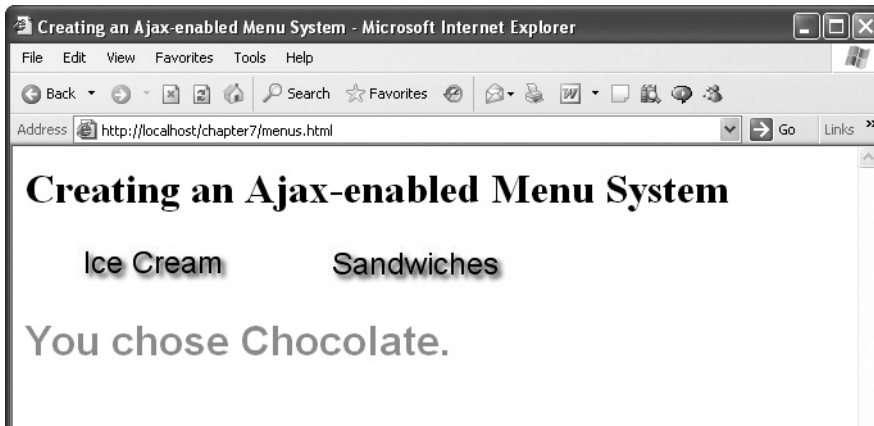 Creating an Ajax-enabled Menu System - Microsoft Internet Explorer
File Edit View Favorites Tools Help
Back Search Favorites
Address http://localhost/chapter7/menus.html Go Links »
Creating an Ajax-enabled Menu System
Ice Cream Sandwiches
You chose Chocolate.